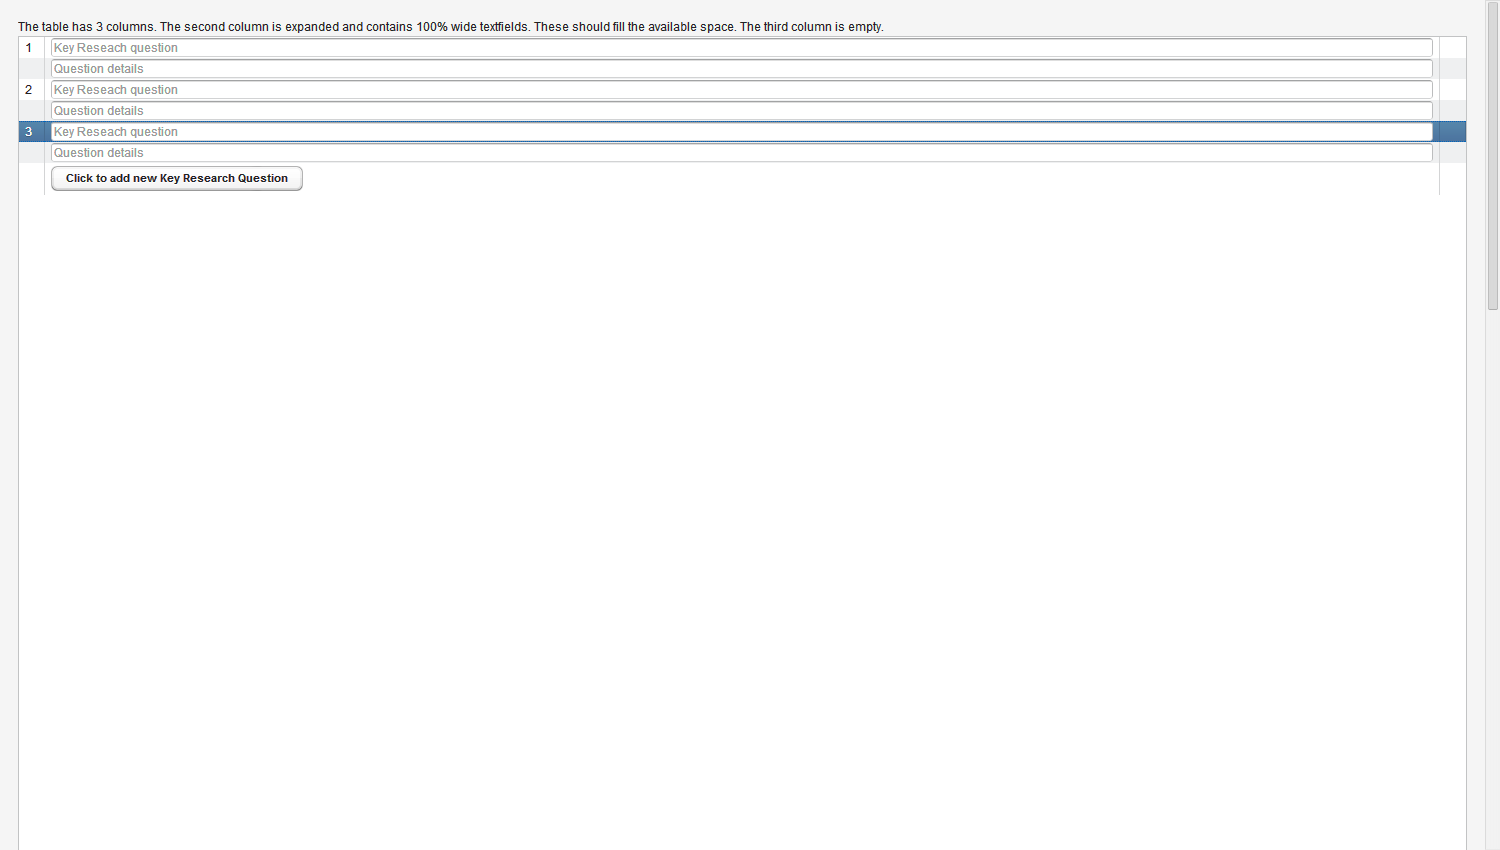 The table has 3 columns. The second column is expanded and contains 100% wide textfields. These should fill the available space. The third column is empty.
1 Key Reseach question
Question details
2 Key Reseach question
Question details
3 Key Reseach question
Question details
Click to add new Key Research Question